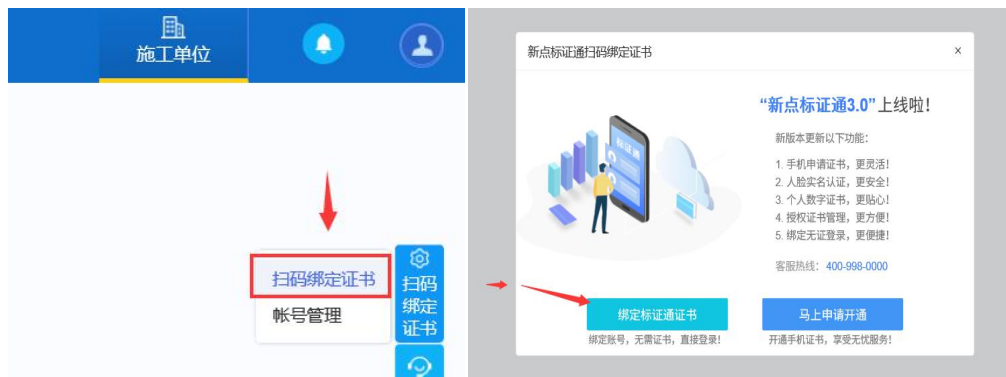 施工单位
扫码绑定证书
帐号管理
扫码
绑定
证书
新点标证通扫码绑定证书
×
“新点标证通3.0”上线啦！
新版本更新以下功能：
1. 手机申请证书，更灵活！
2. 人脸实名认证，更安全！
3. 个人数字证书，更贴心！
4. 授权证书管理，更方便！
5. 绑定无证登录，更便捷！
客服热线：400-998-0000
标证通
绑定标证通证书
马上申请开通
绑定账号，无需证书，直接登录！
开通手机证书，享受无忧服务！